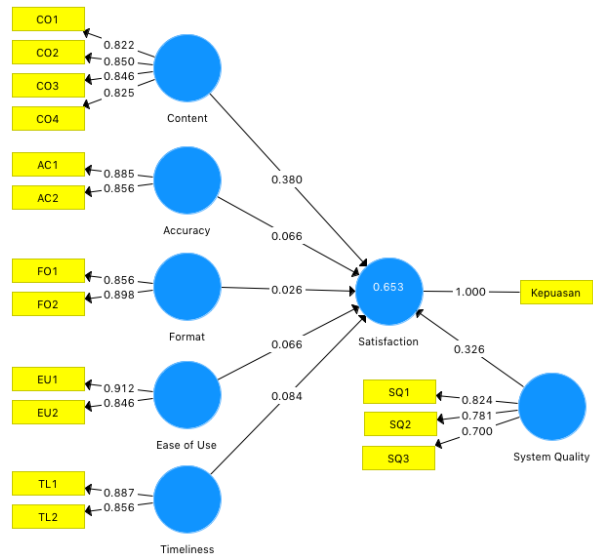 CO1
CO2
CO3
CO4
0.822
0.850
0.846
0.825
Content
0.380
AC1
AC2
0.885
0.856
Accuracy
0.066
FO1
FO2
0.856
0.898
Format
0.026
0.653
Satisfaction
1.000
Kepuasan
EU1
EU2
0.912
0.846
Ease of Use
0.066
0.084
0.326
SQ1
SQ2
SQ3
0.824
0.781
0.700
System Quality
TL1
TL2
0.887
0.856
Timeliness